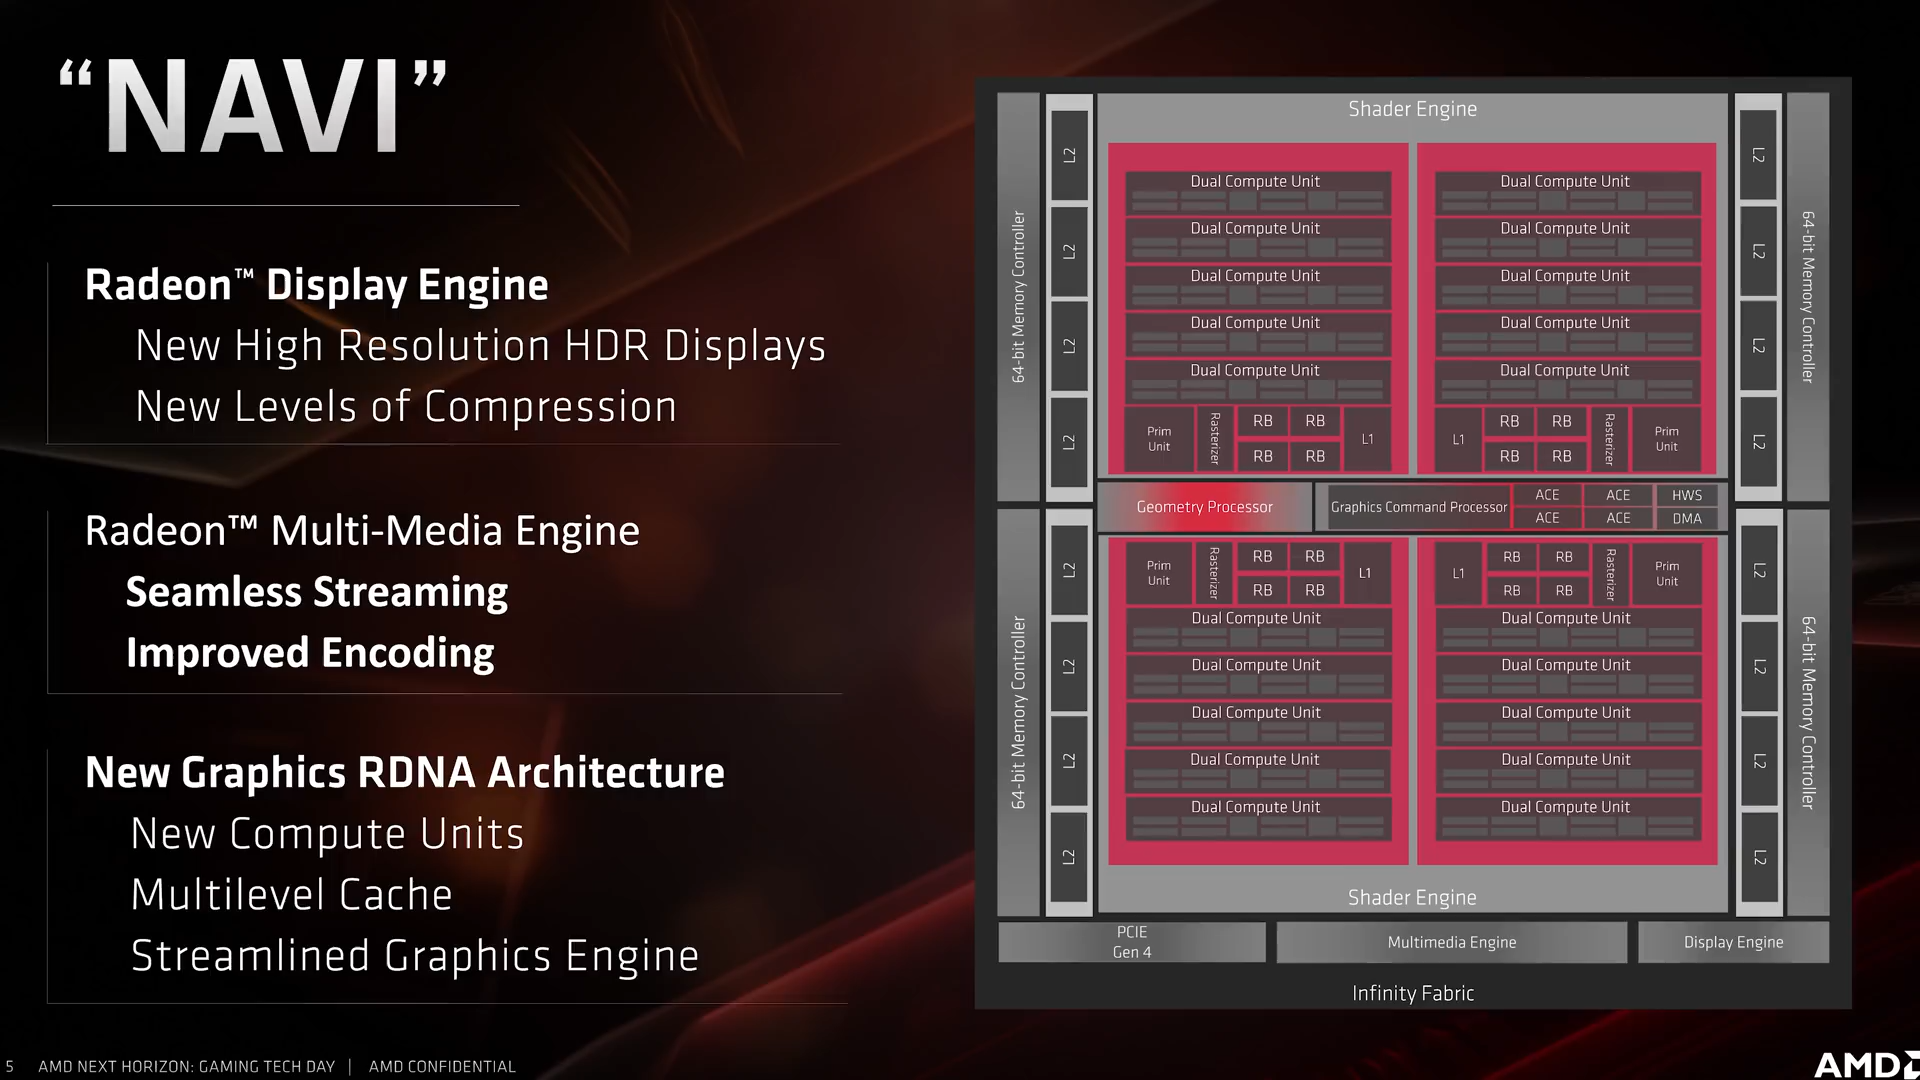 “NAVI”
Radeon™ Display Engine
New High Resolution HDR Displays
New Levels of Compression
Radeon™ Multi-Media Engine
Seamless Streaming
Improved Encoding
New Graphics RDNA Architecture
New Compute Units
Multilevel Cache
Streamlined Graphics Engine
64-bit Memory Controller
64-bit Memory Controller
L2
L2
L2
L2
L2
L2
L2
L2
Shader Engine
Dual Compute Unit
Dual Compute Unit
Dual Compute Unit
Dual Compute Unit
Dual Compute Unit
Prim
Unit
Rasterizer
RB RB
RB RB
L1
Dual Compute Unit
Dual Compute Unit
Dual Compute Unit
Dual Compute Unit
Dual Compute Unit
L1
RB RB
RB RB
Rasterizer
Prim
Unit
Geometry Processor
Graphics Command Processor
ACE ACE HWS
ACE ACE DMA
Prim
Unit
Rasterizer
RB RB
RB RB
L1
Dual Compute Unit
Dual Compute Unit
Dual Compute Unit
Dual Compute Unit
Dual Compute Unit
L1
RB RB
RB RB
Rasterizer
Prim
Unit
Dual Compute Unit
Dual Compute Unit
Dual Compute Unit
Dual Compute Unit
Dual Compute Unit
Shader Engine
L2
L2
L2
L2
L2
L2
L2
L2
64-bit Memory Controller
64-bit Memory Controller
PCIE
Gen 4
Multimedia Engine
Display Engine
Infinity Fabric
5 AMD NEXT HORIZON: GAMING TECH DAY | AMD CONFIDENTIAL
AMD